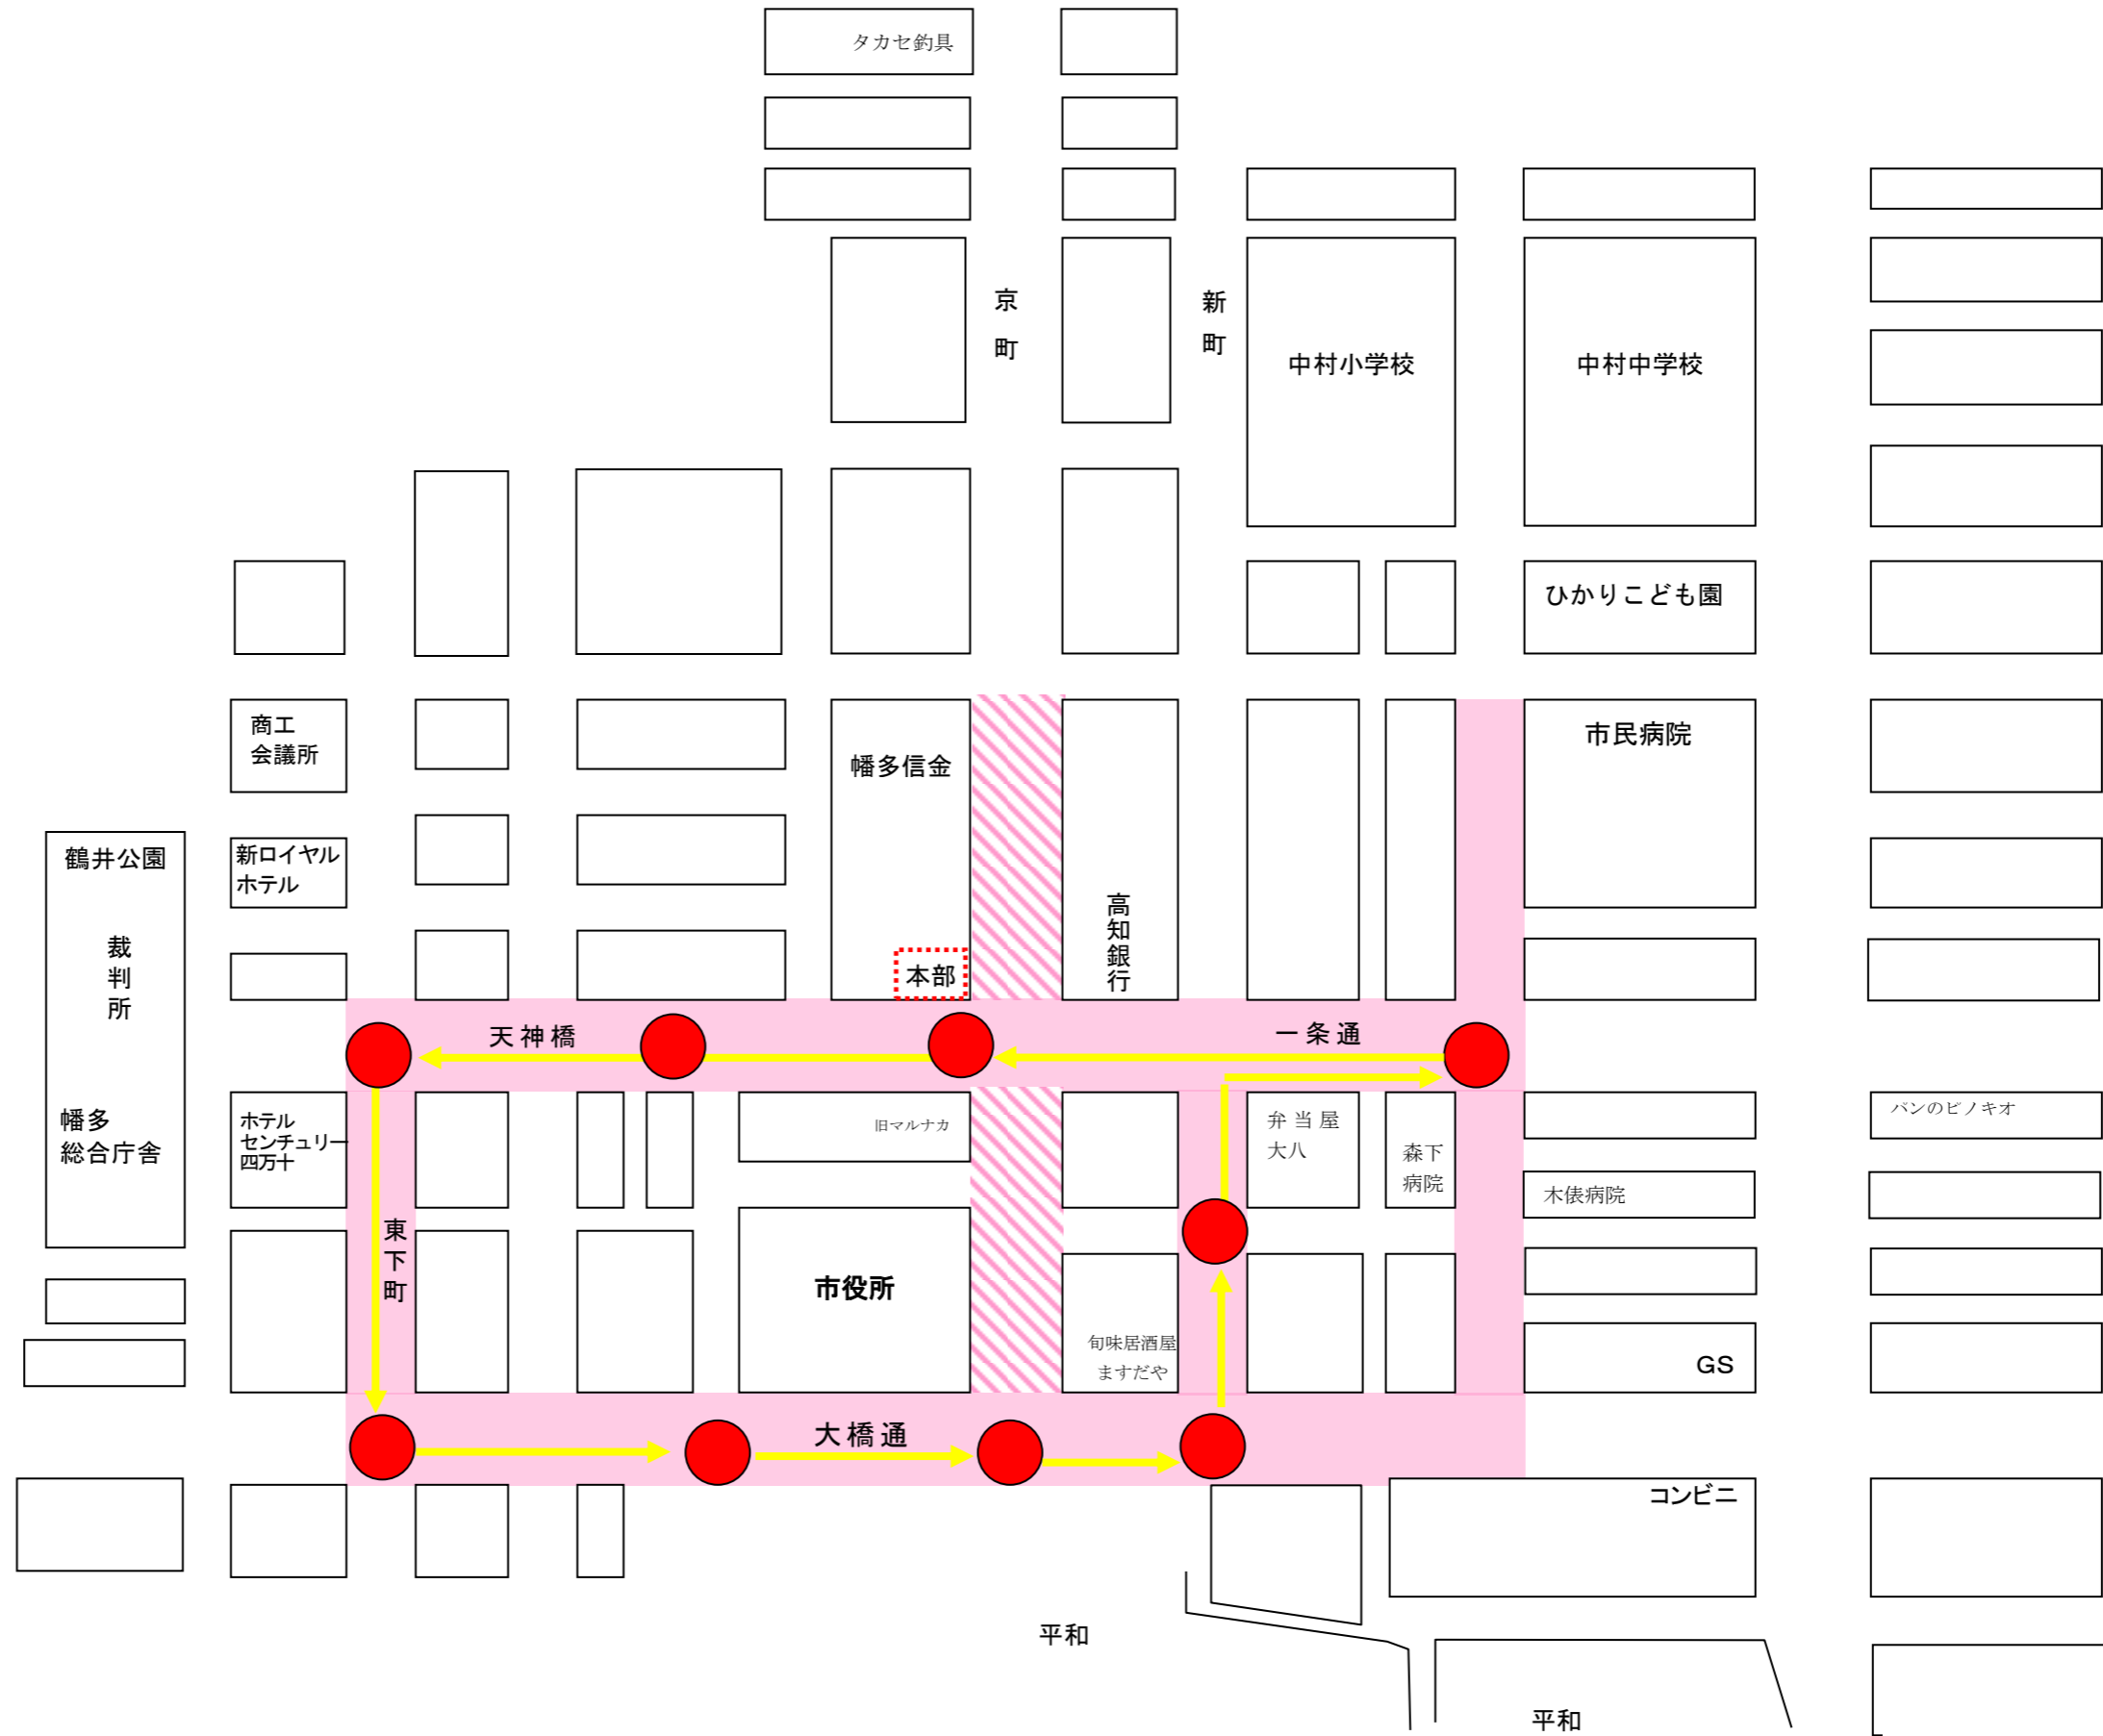 タカセ釣具
京町
新町
中村小学校
中村中学校
ひかりこども園
商工
会議所
幡多信金
市民病院
鶴井公園
新ロイヤル
ホテル
裁判所
高知銀行
本部
天神橋
一条通
幡多
総合庁舎
ホテル
センチュリー
四万十
旧マルナカ
弁当屋
大八
森下
病院
パンのピノキオ
木俵病院
東下町
市役所
旬味居酒屋
ますだや
GS
大橋通
コンビニ
平和
平和